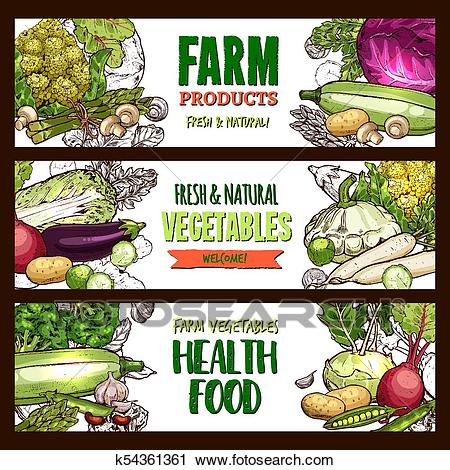 FARM
PRODUCTS
FRESH & NATURAL!
FRESH & NATURAL
VEGETABLES
WELCOME!
Fotosearch
FARM VEGETABLES
HEALTH
FOOD
k54361361 www.fotosearch.com